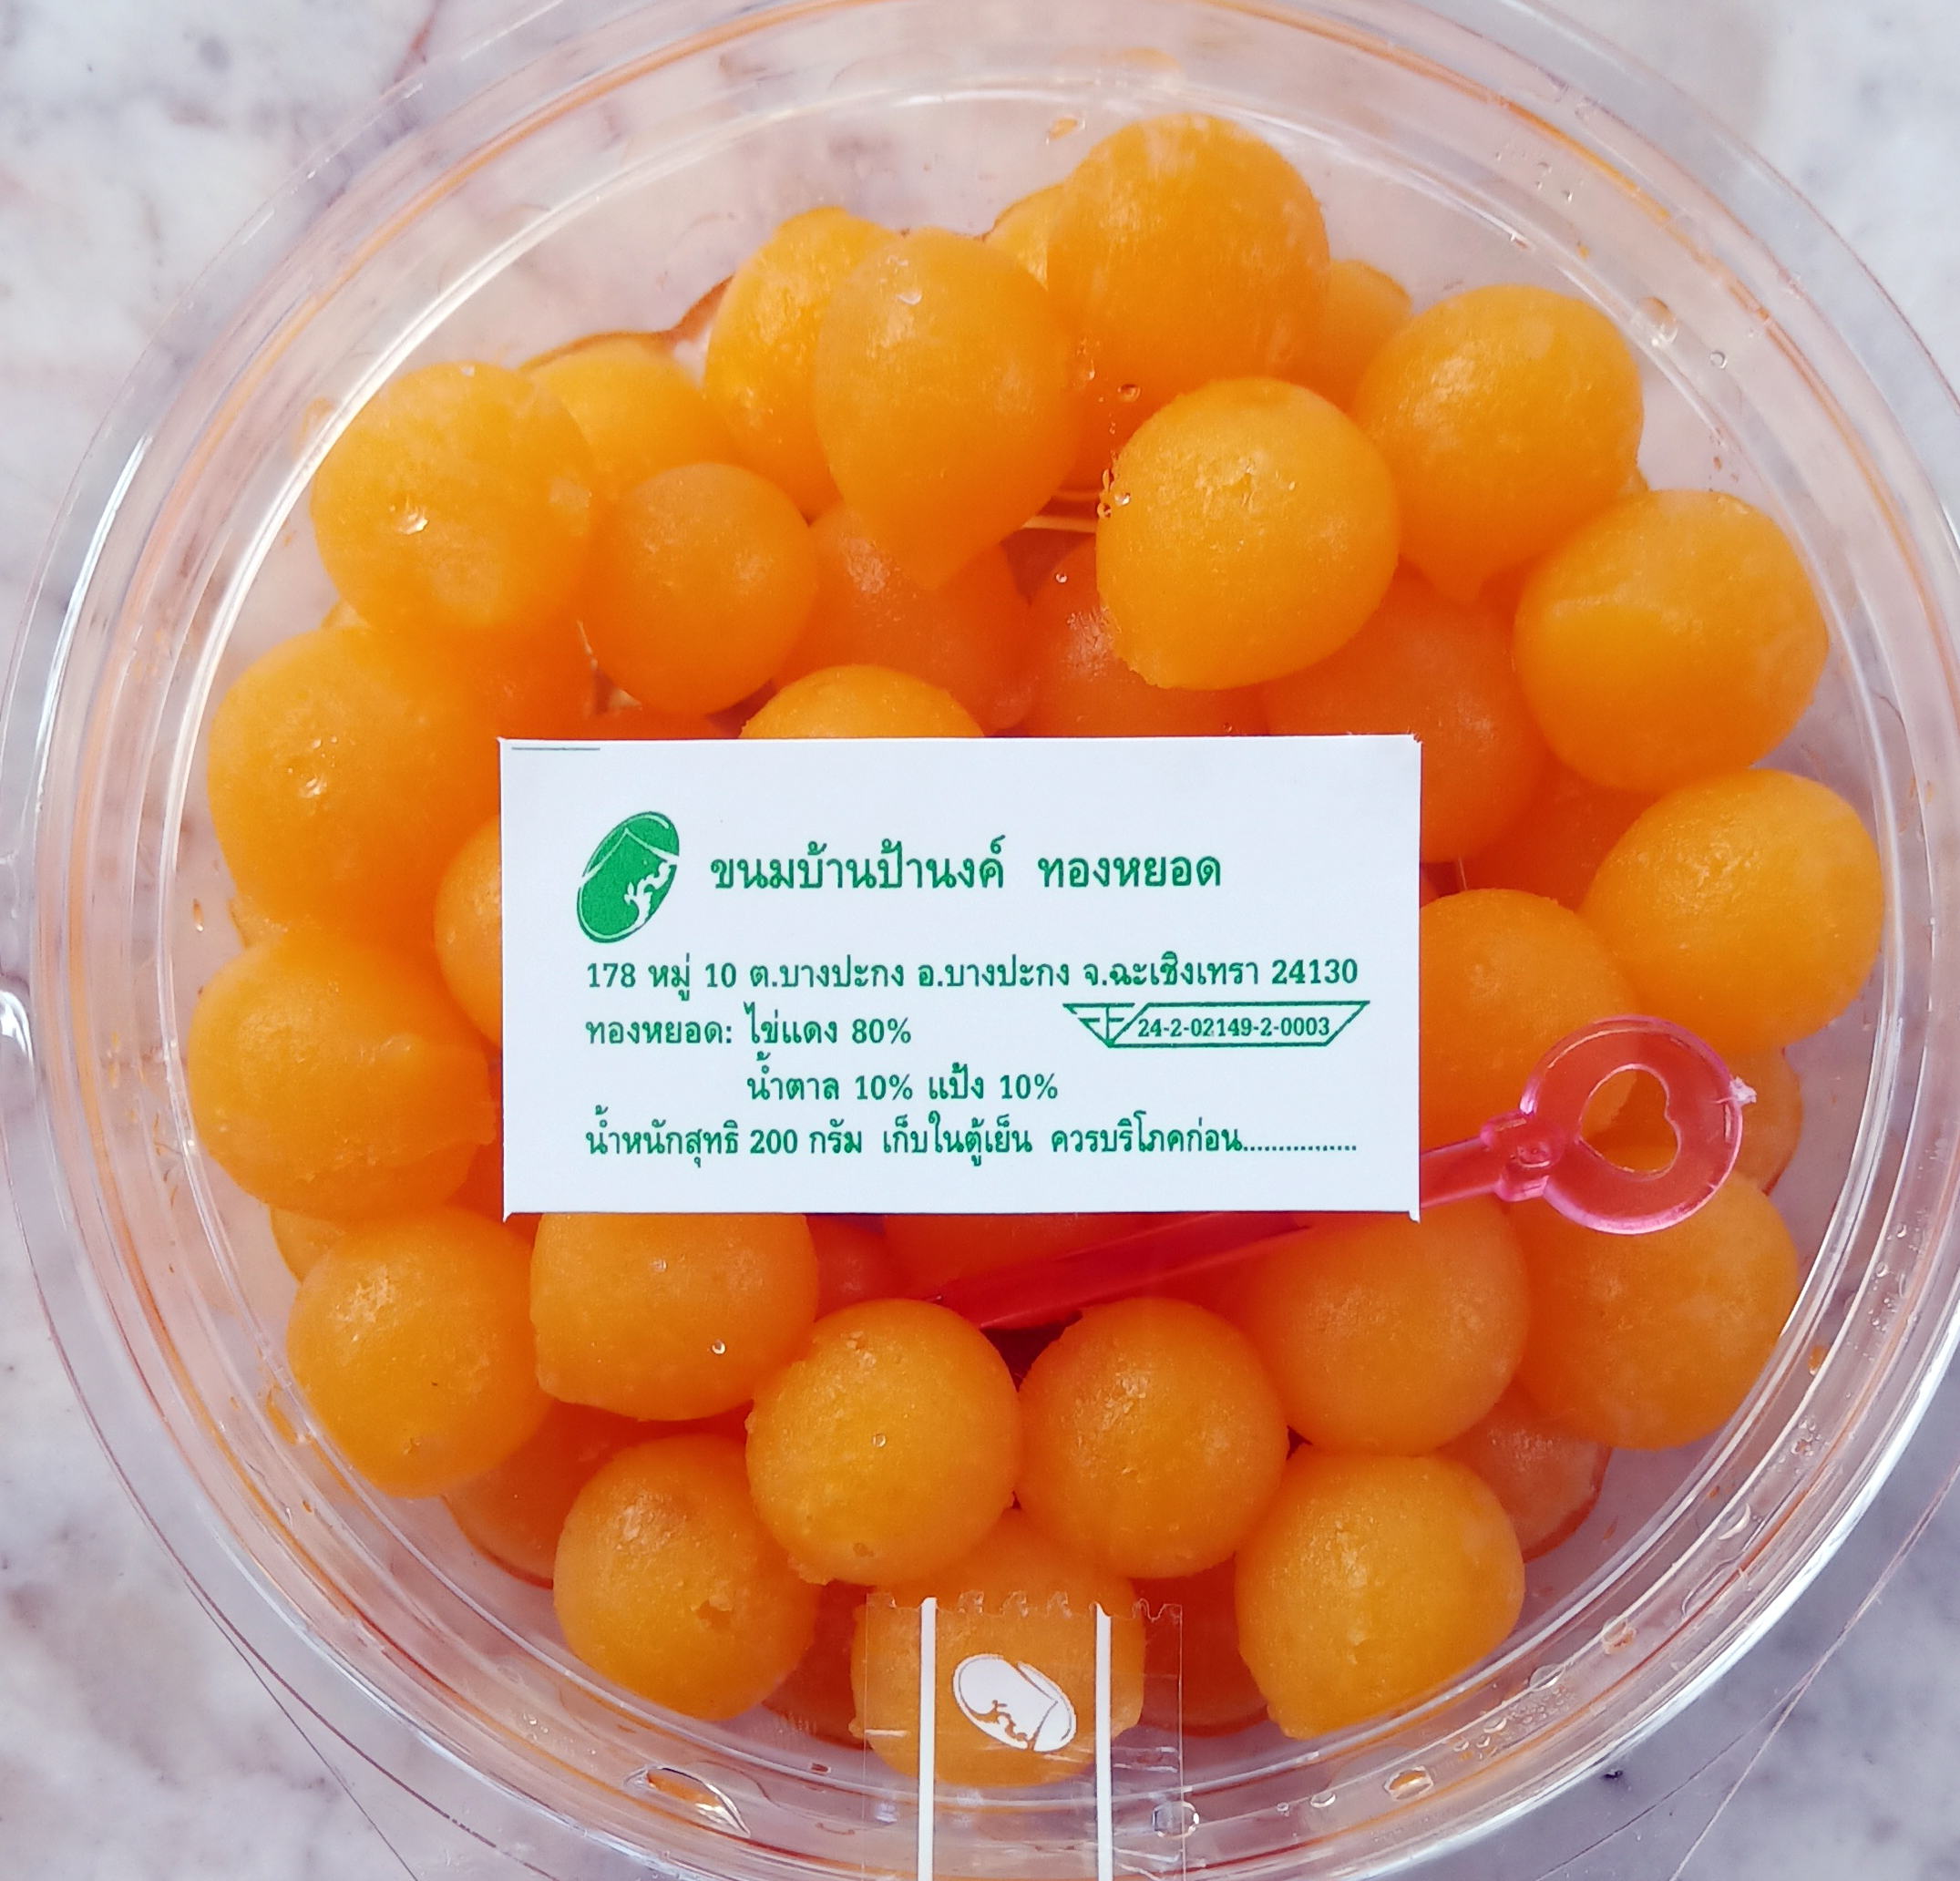 ขนมบ้านป้านงค์ ทองหยอด
178 หมู่ 10 ต.บางปะกง อ.บางปะกง จ.ฉะเชิงเทรา 24130
ทองหยอด: ไข่แดง 80% 24-2-02149-2-0003
น้ำตาล 10% แป้ง 10%
น้ำหนักสุทธิ 200 กรัม เก็บในตู้เย็น ควรบริโภคก่อน................